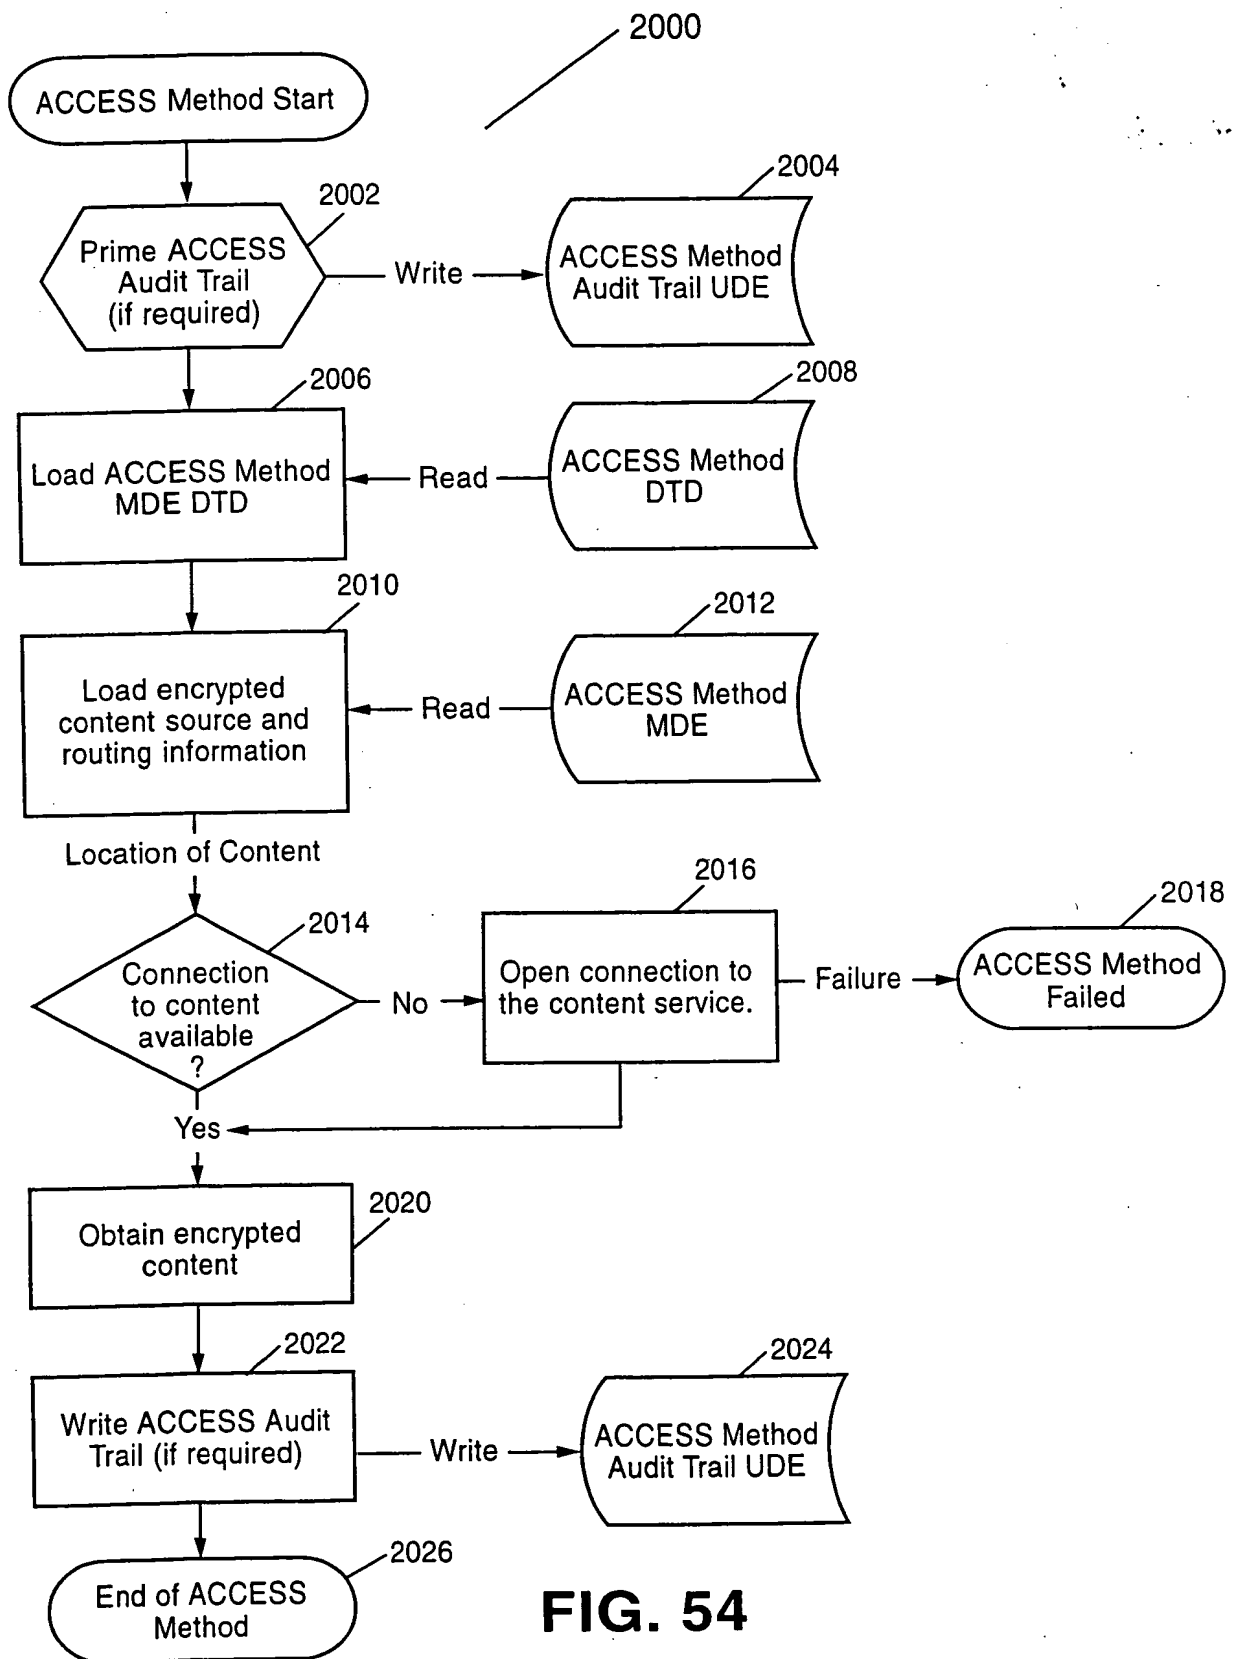 2000
ACCESS Method Start
2002
Prime ACCESS
Audit Trail
(if required)
Write
2004
ACCESS Method
Audit Trail UDE
2006
Load ACCESS Method
MDE DTD
Read
2008
ACCESS Method
DTD
2010
Load encrypted
content source and
routing information
Read
2012
ACCESS Method
MDE
Location of Content
2014
Connection
to content
available
?
No
2016
Open connection to
the content service.
Failure
2018
ACCESS Method
Failed
Yes
2020
Obtain encrypted
content
2022
Write ACCESS Audit
Trail (if required)
Write
2024
ACCESS Method
Audit Trail UDE
2026
End of ACCESS
Method
FIG. 54